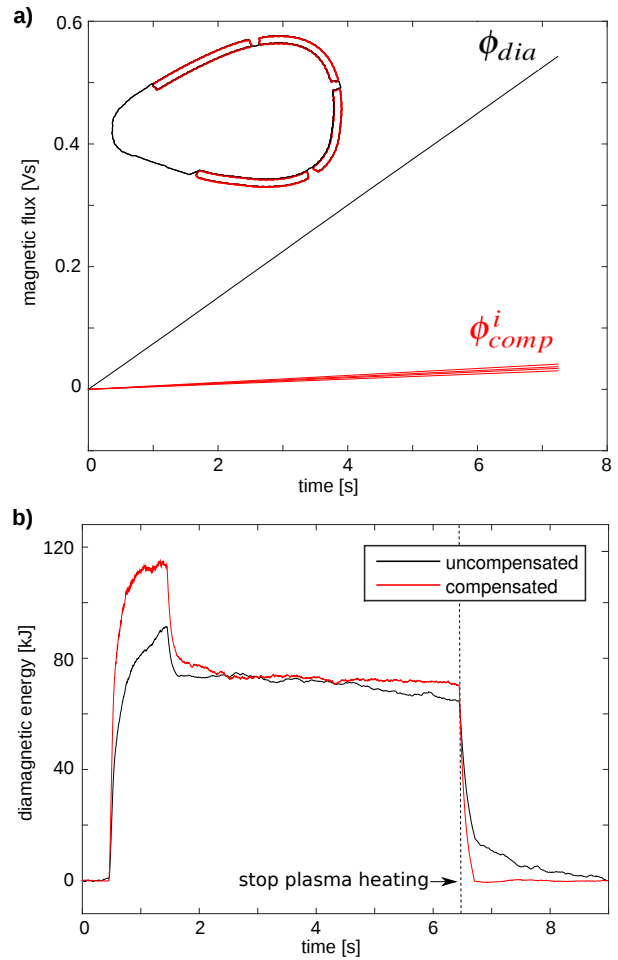 a)
0.6
ϕdia
0.4
magnetic flux [Vs]
0.2
ϕ^i_comp
0
0 2 4 6 8
time [s]
b)
120
uncompensated
compensated
80
diamagnetic energy [kJ]
40
stop plasma heating
0
0 2 4 6 8
time [s]